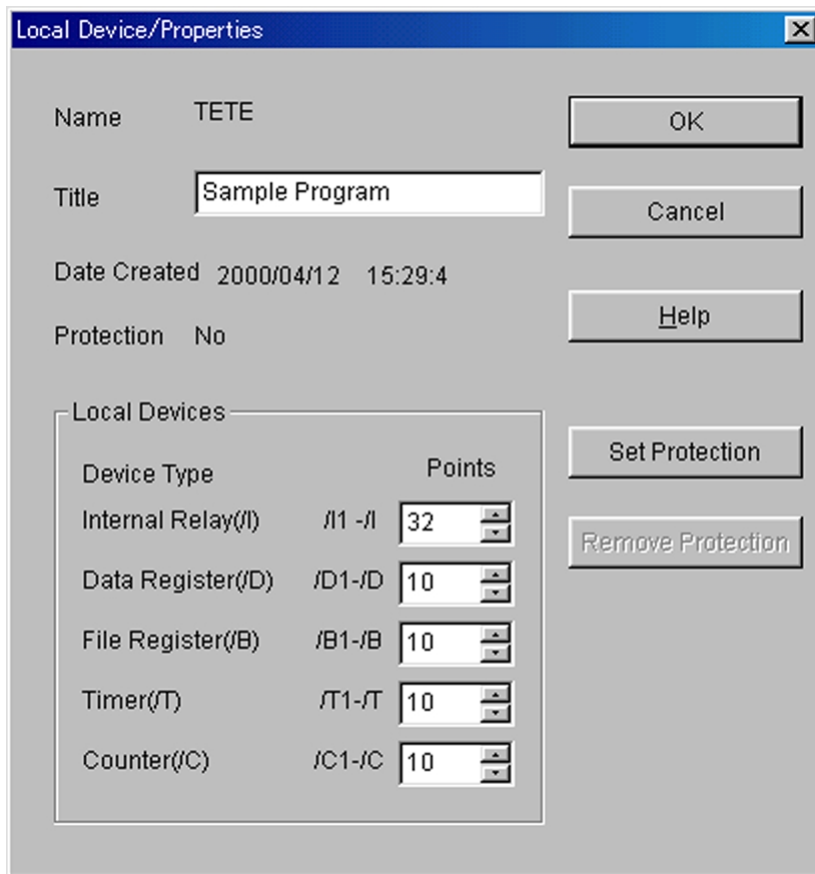 Local Device/Properties
Name TETE
OK
Title Sample Program
Cancel
Date Created 2000/04/12 15:29:4
Help
Protection No
Local Devices
Set Protection
Device Type Points
Internal Relay(/I) /I1 -/I 32
Remove Protection
Data Register(/D) /D1-/D 10
File Register(/B) /B1-/B 10
Timer(/T) /T1-/T 10
Counter(/C) /C1-/C 10